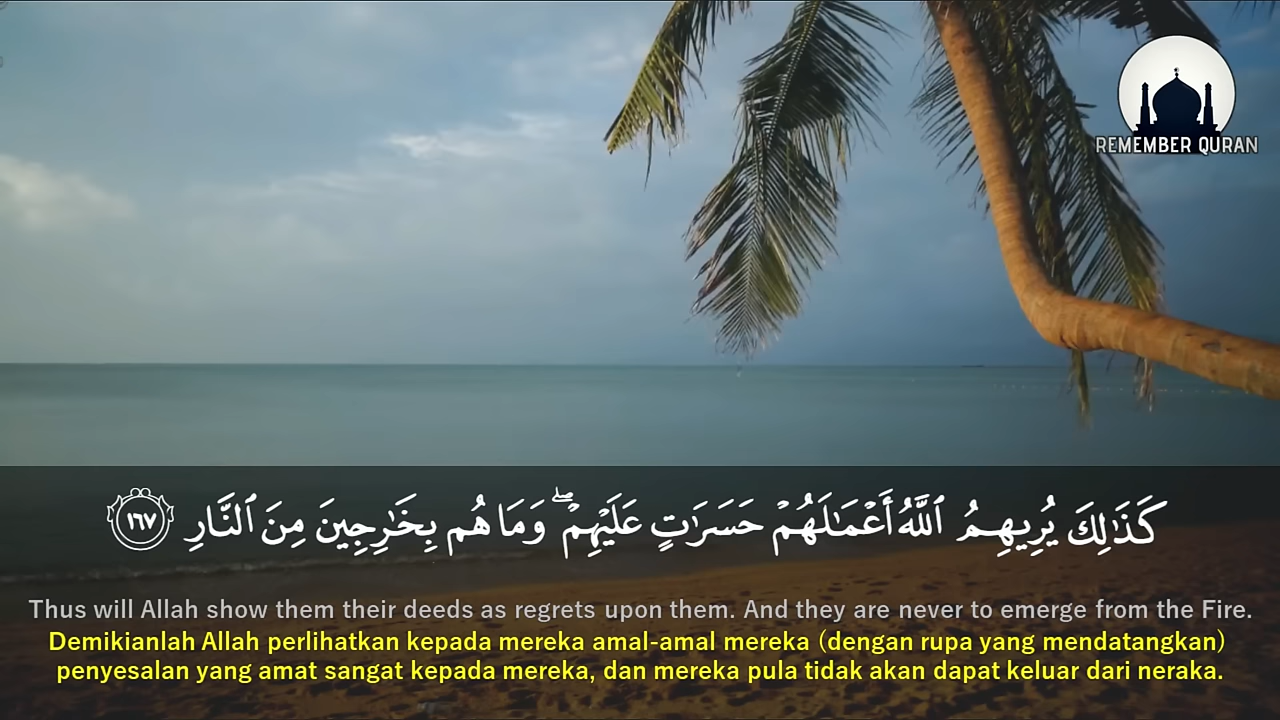 REMEMBER QURAN
كَذَٰلِكَ يُرِيهِمُ ٱللَّهُ أَعْمَٰلَهُمْ حَسَرَٰتٍ عَلَيْهِمْ ۖ وَمَا هُم بِخَٰرِجِينَ مِنَ ٱلنَّارِ ١٦٧
Thus will Allah show them their deeds as regrets upon them. And they are never to emerge from the Fire.
Demikianlah Allah perlihatkan kepada mereka amal-amal mereka (dengan rupa yang mendatangkan)
penyesalan yang amat sangat kepada mereka, dan mereka pula tidak akan dapat keluar dari neraka.